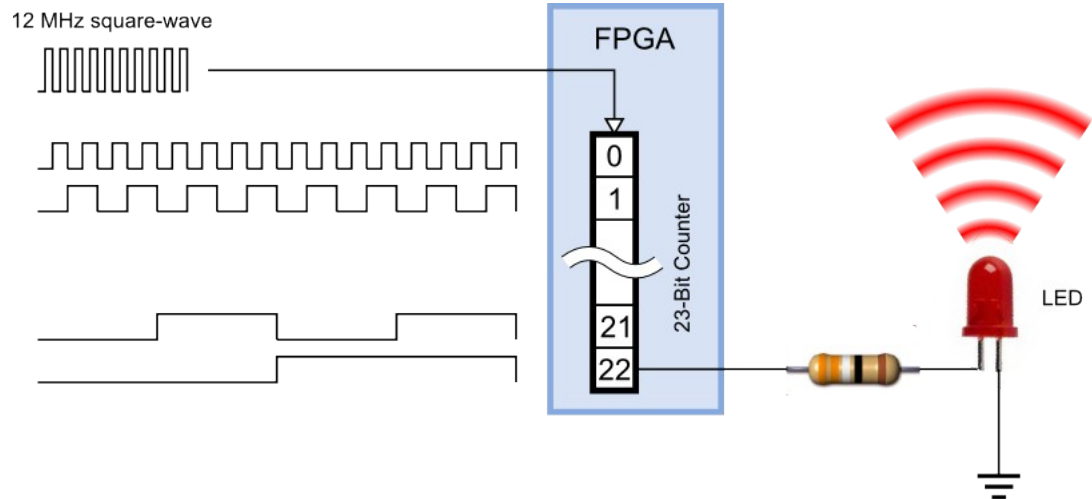 12 MHz square-wave
FPGA
0
1
23-Bit Counter
21
22
LED